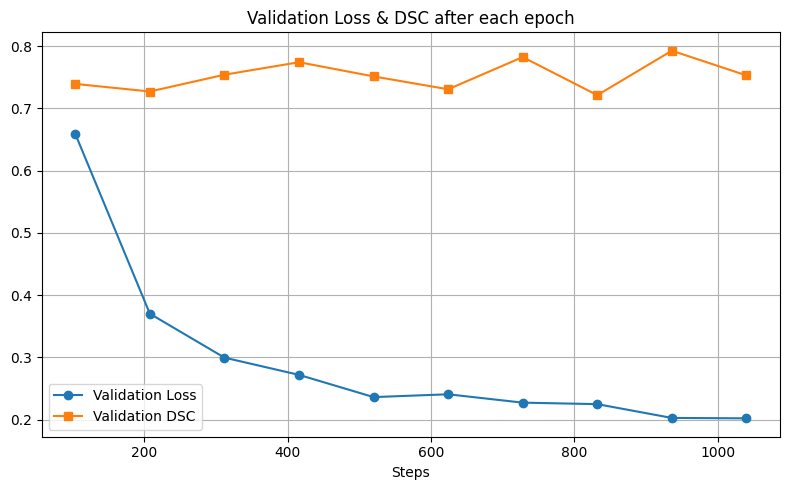 Validation Loss & DSC after each epoch
0.8
0.7
0.6
0.5
0.4
0.3
0.2
Validation Loss
Validation DSC
200 400 600 800 1000
Steps